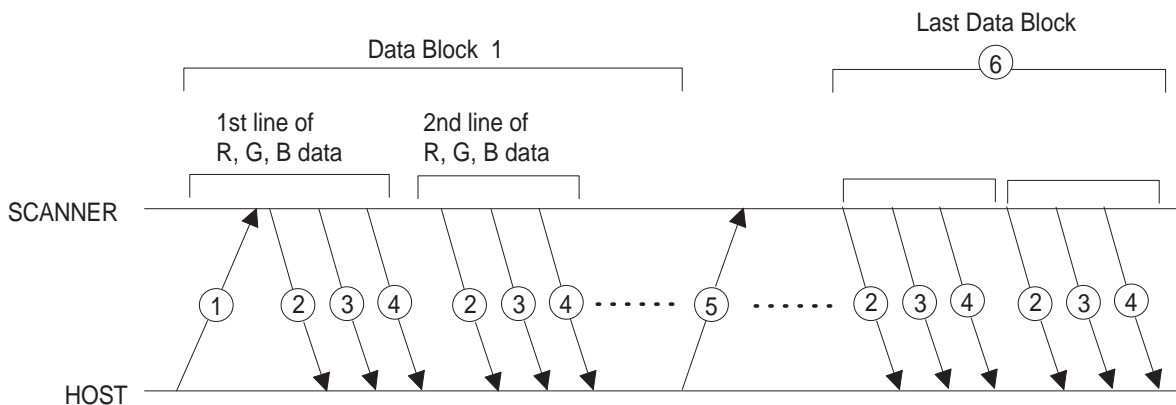 Last Data Block
Data Block 1
6
1st line of
R, G, B data
2nd line of
R, G, B data
SCANNER
1 2 3 4 2 3 4 5 2 3 4 2 3 4
HOST